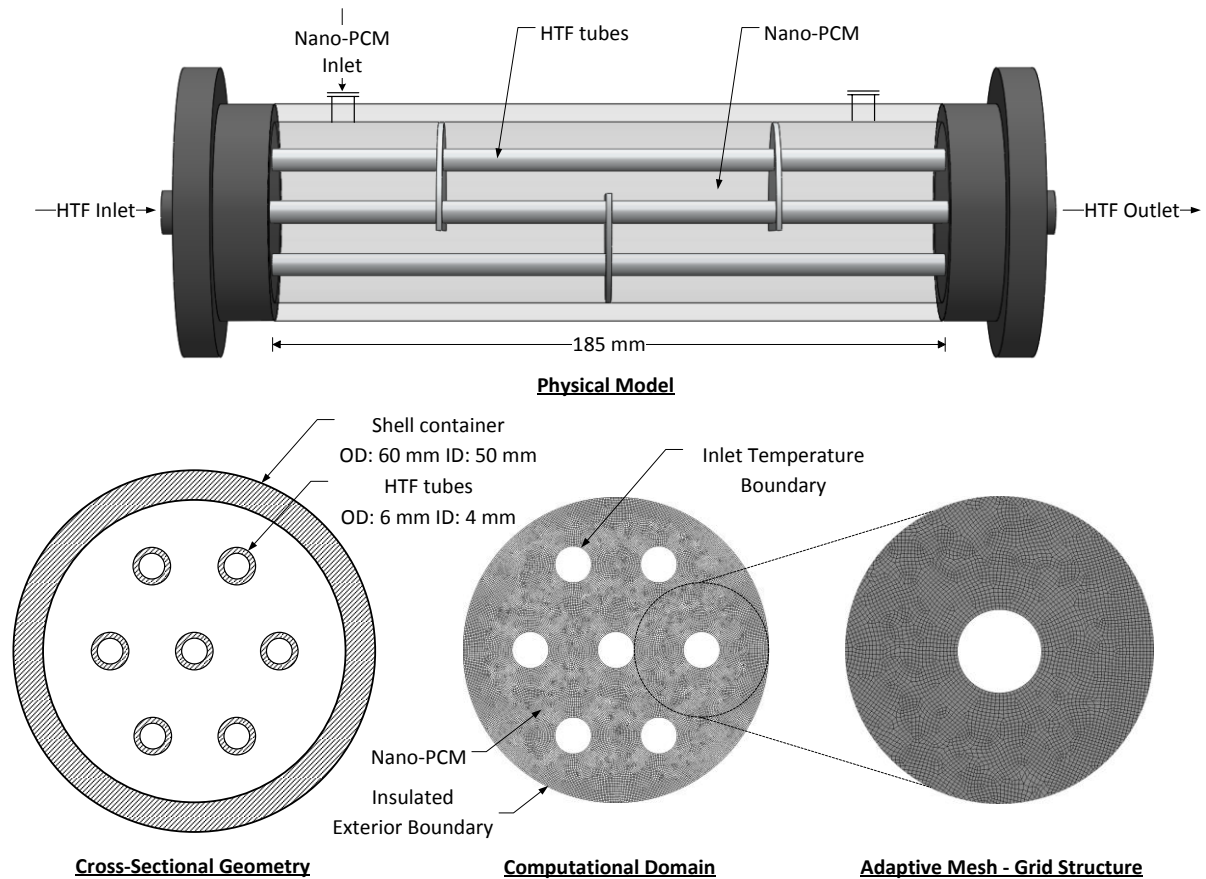 Nano-PCM
Inlet
HTF tubes
Nano-PCM
HTF Inlet
HTF Outlet
185 mm
Physical Model
Shell container
OD: 60 mm ID: 50 mm
HTF tubes
OD: 6 mm ID: 4 mm
Inlet Temperature
Boundary
Nano-PCM
Insulated
Exterior Boundary
Cross-Sectional Geometry
Computational Domain
Adaptive Mesh - Grid Structure